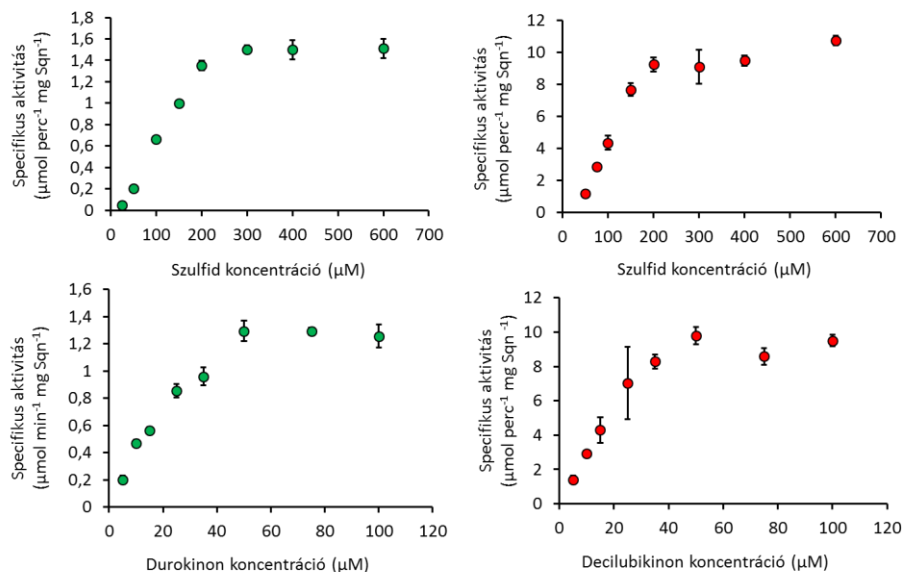 Specifikus aktivitás
(µmol perc⁻¹ mg Sqn⁻¹)
1,8
1,6
1,4
1,2
1
0,8
0,6
0,4
0,2
0
0 100 200 300 400 500 600 700
Szulfid koncentráció (µM)
Specifikus aktivitás
(µmol perc⁻¹ mg Sqn⁻¹)
12
10
8
6
4
2
0
0 100 200 300 400 500 600 700
Szulfid koncentráció (µM)
Specifikus aktivitás
(µmol min⁻¹ mg Sqn⁻¹)
1,6
1,4
1,2
1
0,8
0,6
0,4
0,2
0
0 20 40 60 80 100 120
Durokinon koncentráció (µM)
Specifikus aktivitás
(µmol perc⁻¹ mg Sqn⁻¹)
12
10
8
6
4
2
0
0 20 40 60 80 100 120
Decilubikinon koncentráció (µM)